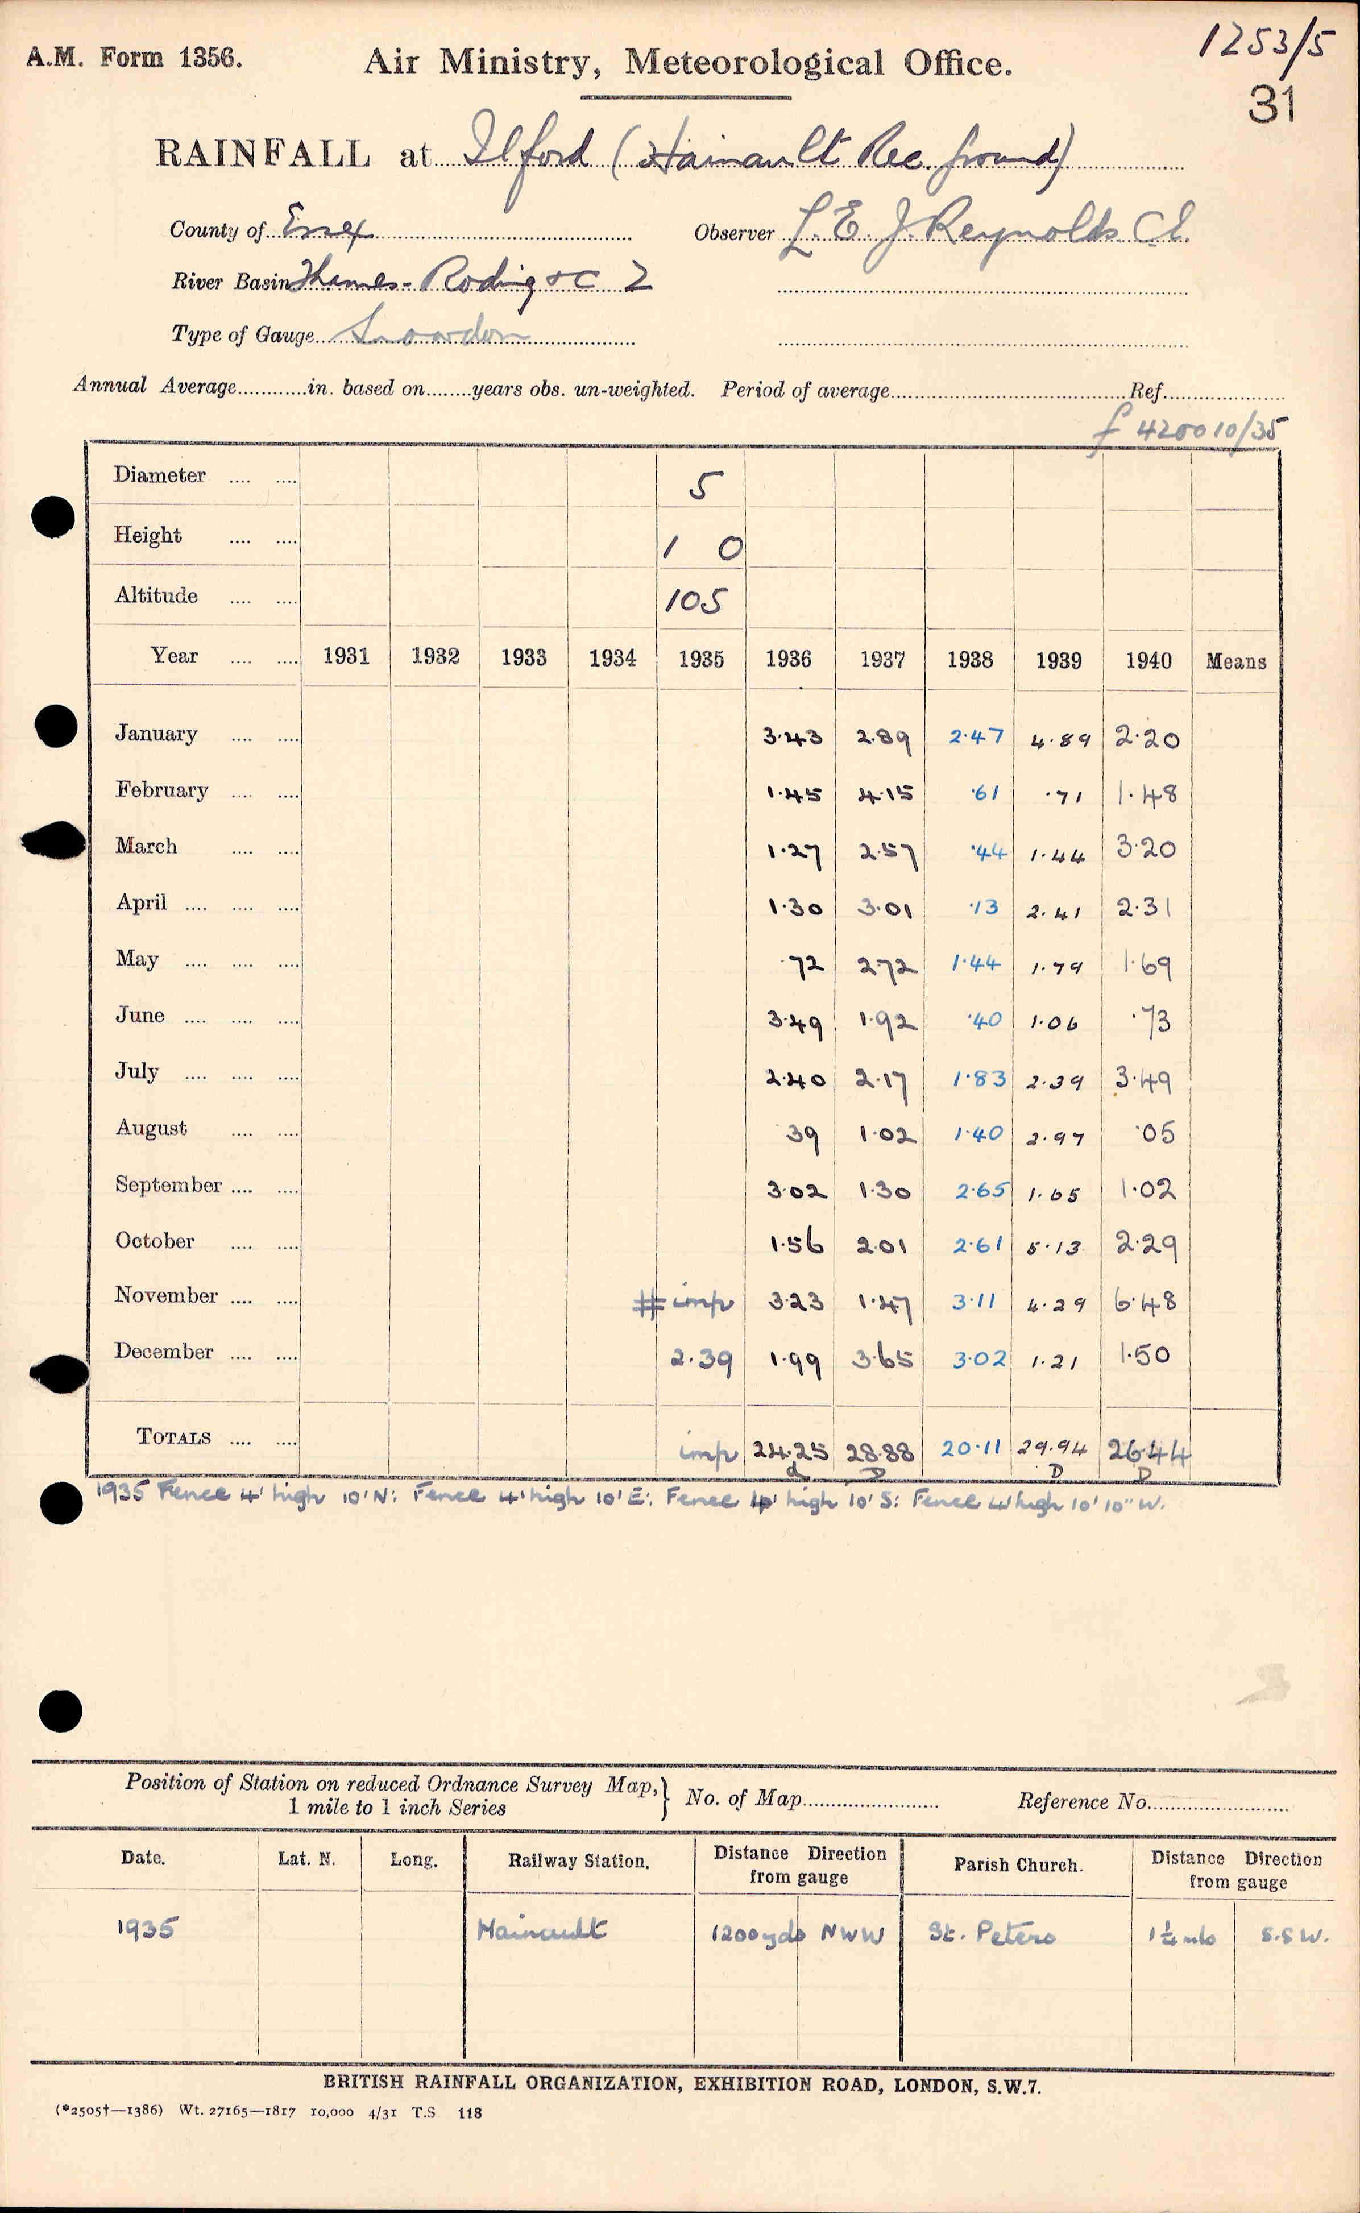 1253/5
A.M. Form 1356. Air Ministry, Meteorological Office.
31
RAINFALL at Ilford (Hainault Rec. ground)
County of Essex Observer L. E. J. Reynolds CE.
River Basin Thames - Roding &c 2
Type of Gauge Snowdon
Annual Average............in. based on........years obs. un-weighted. Period of average.................... Ref....................
f 4200 10/35
Diameter .... .... 5
Height .... .... 1 0
Altitude .... .... 105
Year .... .... 1931 1932 1933 1934 1935 1936 1937 1938 1939 1940 Means
January .... .... 3.43 2.89 2.47 4.89 2.20
February .... .... 1.45 4.15 .61 .71 1.48
March .... .... 1.27 2.57 .44 1.44 3.20
April .... .... .... 1.30 3.01 .13 2.41 2.31
May .... .... .... .72 2.72 1.44 1.79 1.69
June .... .... .... 3.49 1.92 .40 1.06 .73
July .... .... .... 2.40 2.17 1.83 2.39 3.49
August .... .... 39 1.02 1.40 2.97 .05
September .... .... 3.02 1.30 2.65 1.65 1.02
October .... .... 1.56 2.01 2.61 5.13 2.29
November .... .... # imp 3.23 1.47 3.11 4.29 6.48
December .... .... 2.39 1.99 3.65 3.02 1.21 1.50
TOTALS .... .... imp 24.25 28.88 20.11 29.94 26.44
d D D D
1935 Fence 4' high 10' N: Fence 4' high 10' E: Fence 4' high 10' S: Fence 4' high 10' 10" W.
Position of Station on reduced Ordnance Survey Map,} No. of Map........................ Reference No.........................
1 mile to 1 inch Series
Date. Lat. N. Long. Railway Station. Distance Direction from gauge Parish Church. Distance Direction from gauge
1935 Hainault 1200 yds NWW St. Peters 1¼ mls S.S.W.
BRITISH RAINFALL ORGANIZATION, EXHIBITION ROAD, LONDON, S.W.7.
(*2505†—1386) Wt. 27165—1817 10,000 4/31 T.S 118